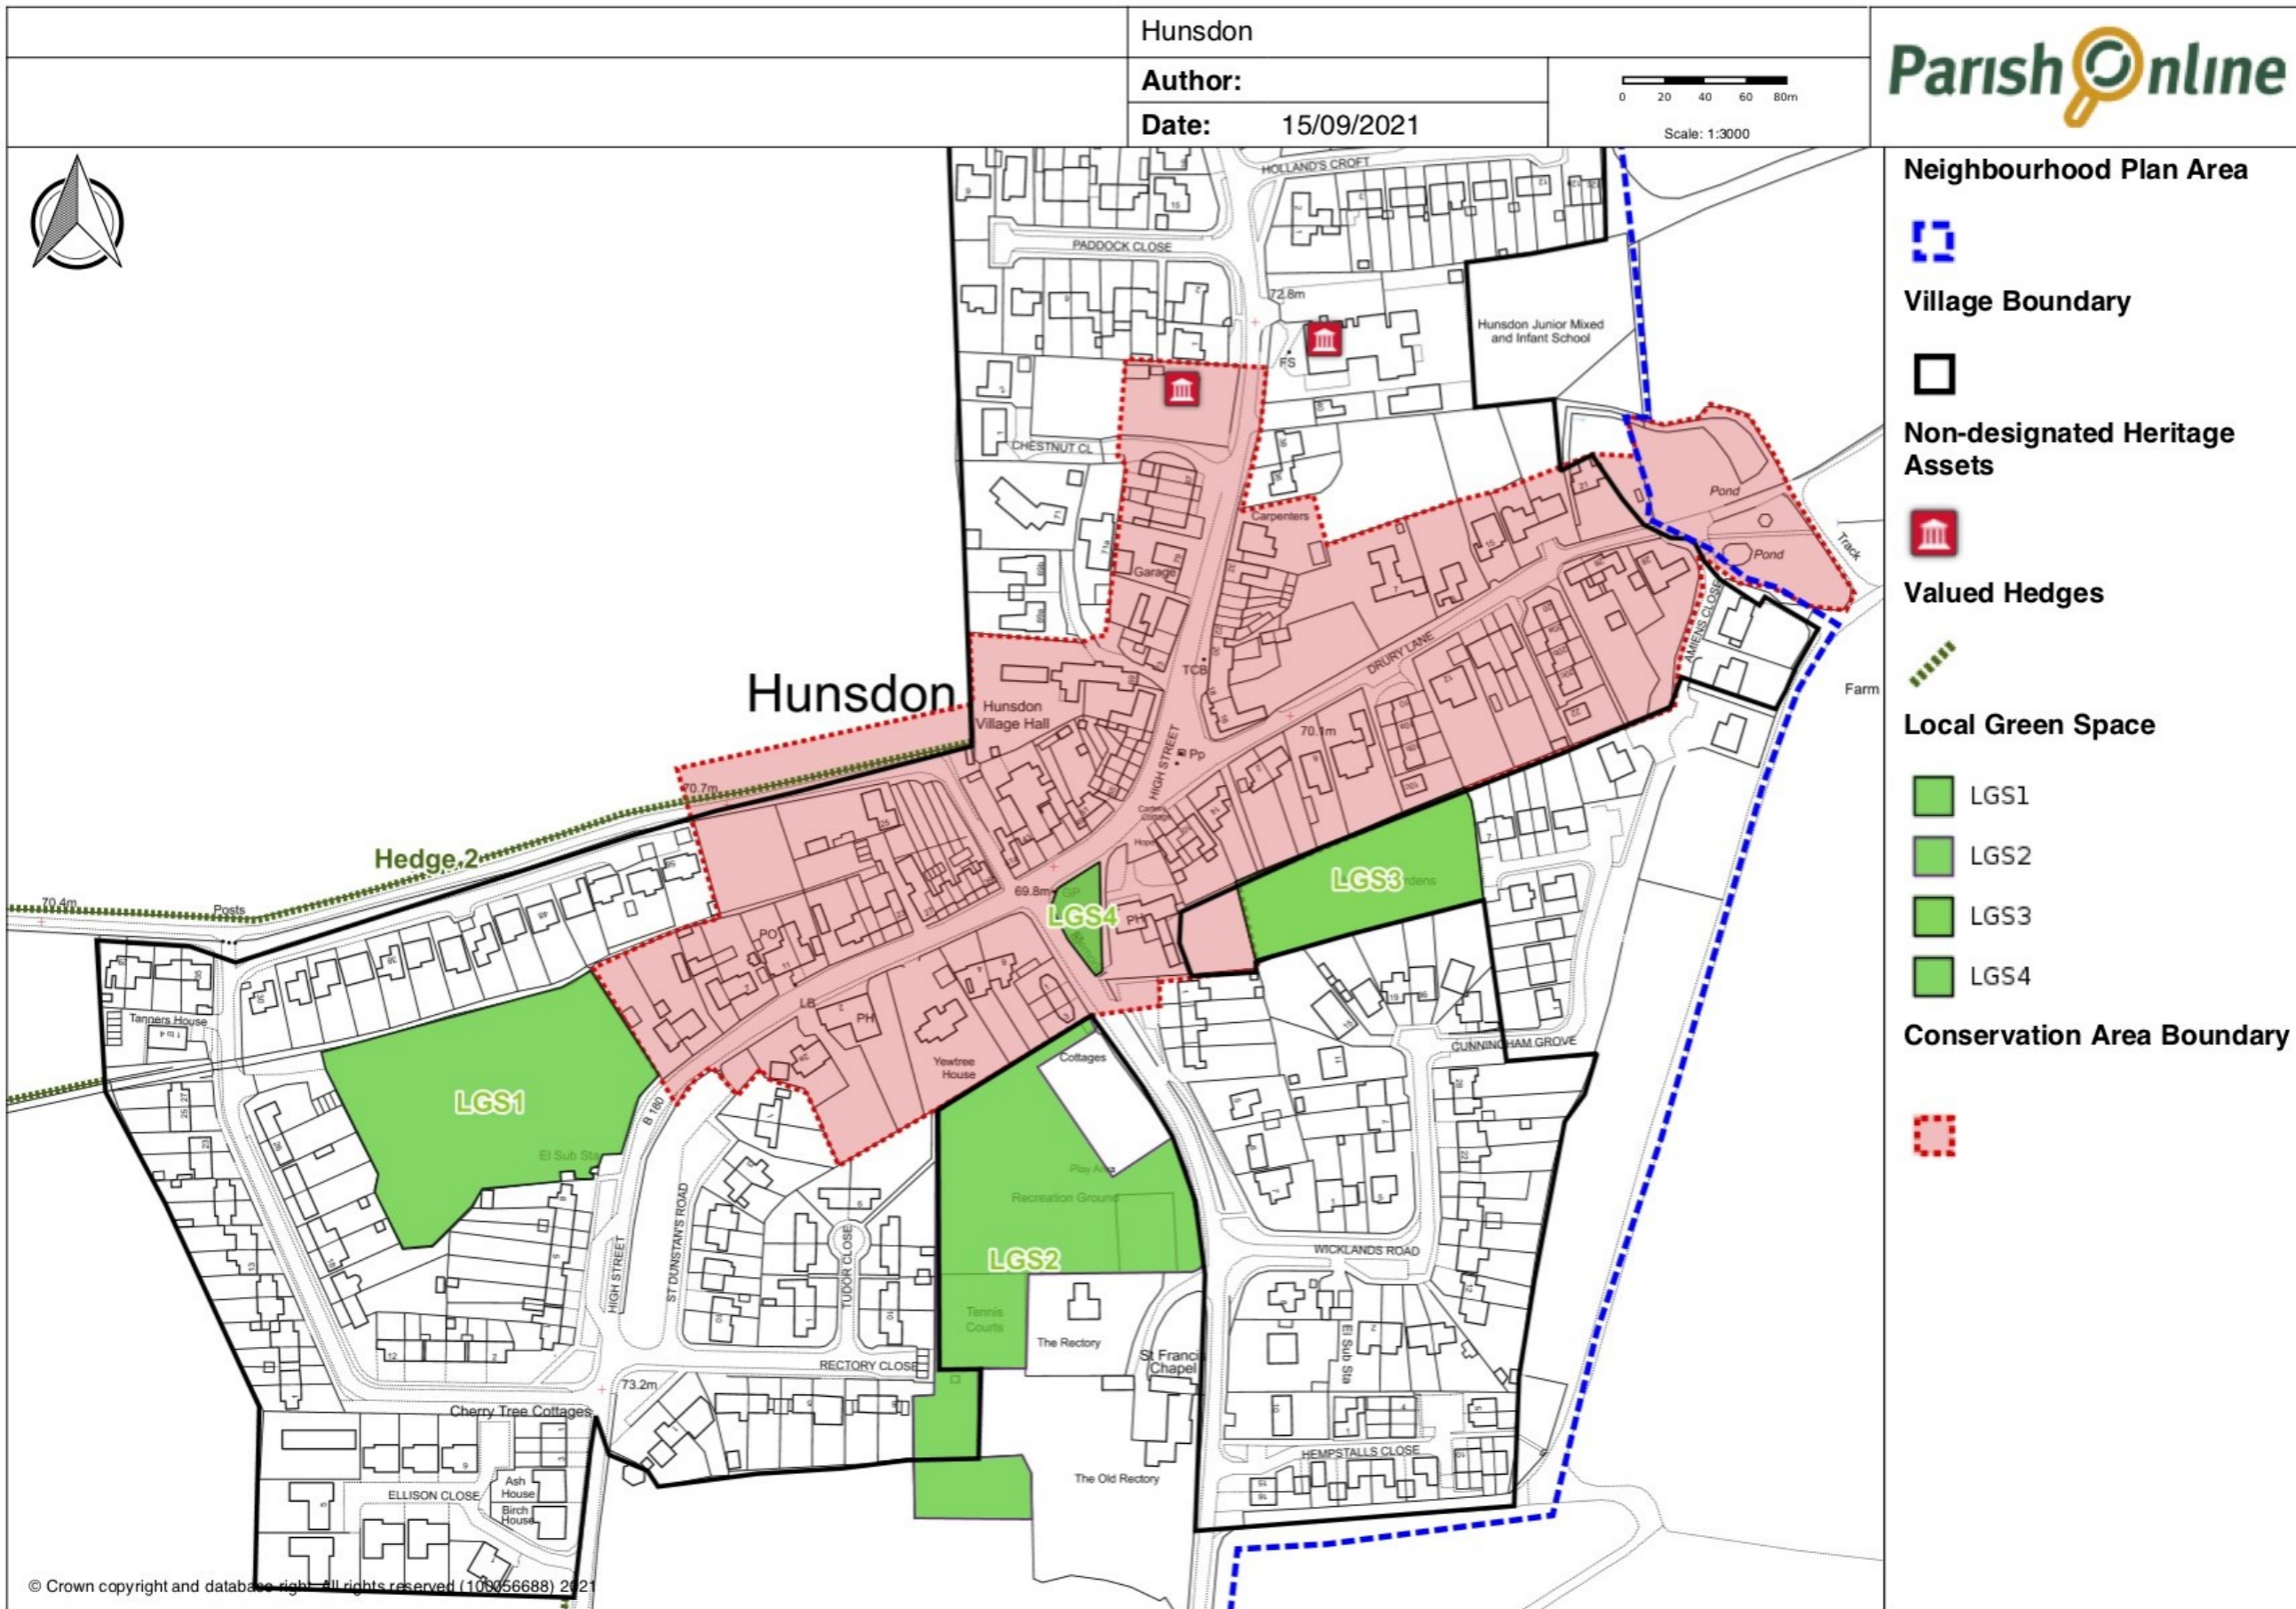 Hunsdon
Author:
Date: 15/09/2021
0 20 40 60 80m
Scale: 1:3000
Parish Online
Neighbourhood Plan Area
Village Boundary
Non-designated Heritage
Assets
Valued Hedges
Local Green Space
LGS1
LGS2
LGS3
LGS4
Conservation Area Boundary
HOLLAND'S CROFT
PADDOCK CLOSE
72.8m
Hunsdon Junior Mixed
and Infant School
FS
CHESTNUT CL
Carpenters
Pond
Pond
Track
Garage
AMIENS CLOSE
DRURY LANE
TCB
Farm
Hunsdon
Hunsdon
Village Hall
HIGH STREET
Pp
70.1m
70.7m
Hedge 2
70.4m
Posts
69.8m
LGS4
PH
LGS3
PO
LB
PH
Tanners House
1 to 4
Yewtree
House
Cottages
CUNNINGHAM GROVE
LGS1
B 180
El Sub Sta
Play Area
Recreation Ground
LGS2
ST DUNSTAN'S ROAD
HIGH STREET
TUDOR CLOSE
WICKLANDS ROAD
Tennis
Courts
The Rectory
St Francis
Chapel
El Sub Sta
RECTORY CLOSE
73.2m
Cherry Tree Cottages
HEMPSTALLS CLOSE
Ash
House
The Old Rectory
ELLISON CLOSE
Birch
House
© Crown copyright and database right. All rights reserved (100056688) 2021